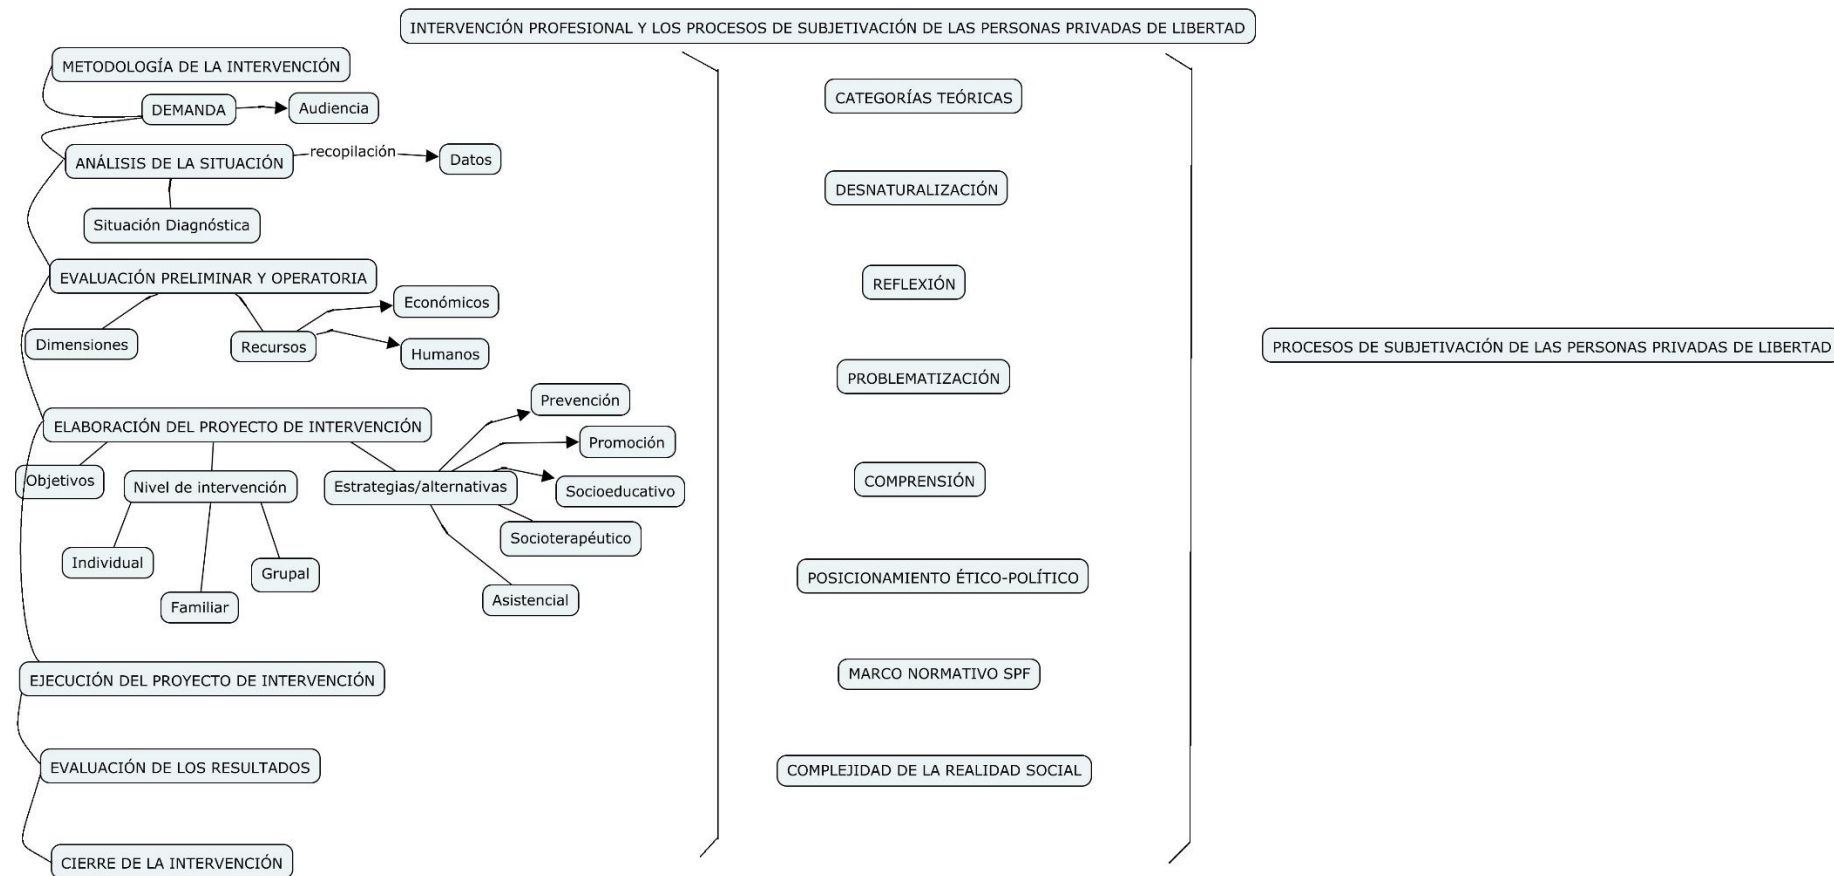 INTERVENCIÓN PROFESIONAL Y LOS PROCESOS DE SUBJETIVACIÓN DE LAS PERSONAS PRIVADAS DE LIBERTAD
METODOLOGÍA DE LA INTERVENCIÓN
DEMANDA
Audiencia
ANÁLISIS DE LA SITUACIÓN
recopilación
Datos
Situación Diagnóstica
EVALUACIÓN PRELIMINAR Y OPERATORIA
Dimensiones
Recursos
Económicos
Humanos
ELABORACIÓN DEL PROYECTO DE INTERVENCIÓN
Objetivos
Nivel de intervención
Individual
Familiar
Grupal
Estrategias/alternativas
Prevención
Promoción
Socioeducativo
Socioterapéutico
Asistencial
EJECUCIÓN DEL PROYECTO DE INTERVENCIÓN
EVALUACIÓN DE LOS RESULTADOS
CIERRE DE LA INTERVENCIÓN
CATEGORÍAS TEÓRICAS
DESNATURALIZACIÓN
REFLEXIÓN
PROBLEMATIZACIÓN
COMPRENSIÓN
POSICIONAMIENTO ÉTICO-POLÍTICO
MARCO NORMATIVO SPF
COMPLEJIDAD DE LA REALIDAD SOCIAL
PROCESOS DE SUBJETIVACIÓN DE LAS PERSONAS PRIVADAS DE LIBERTAD